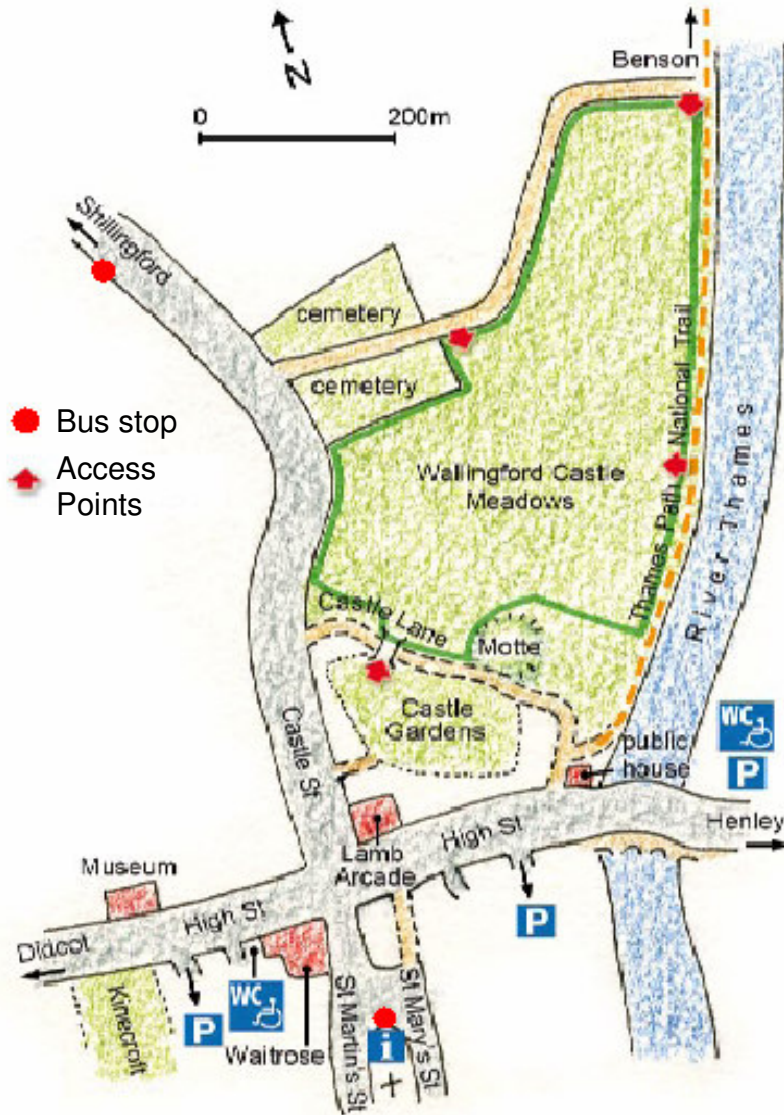 Benson
N
0 200m
Shillingford
cemetery
cemetery
Bus stop
Access
Points
Wallingford Castle
Meadows
Thames Path National Trail
River Thames
Castle Lane
Motte
Castle
Gardens
Castle St
public
house
WC
P
Henley
High St
Lamb
Arcade
Museum
High St
P
Didcot
Kinecroft
P
WC
Waitrose
St Martin's St
St Mary's St
i